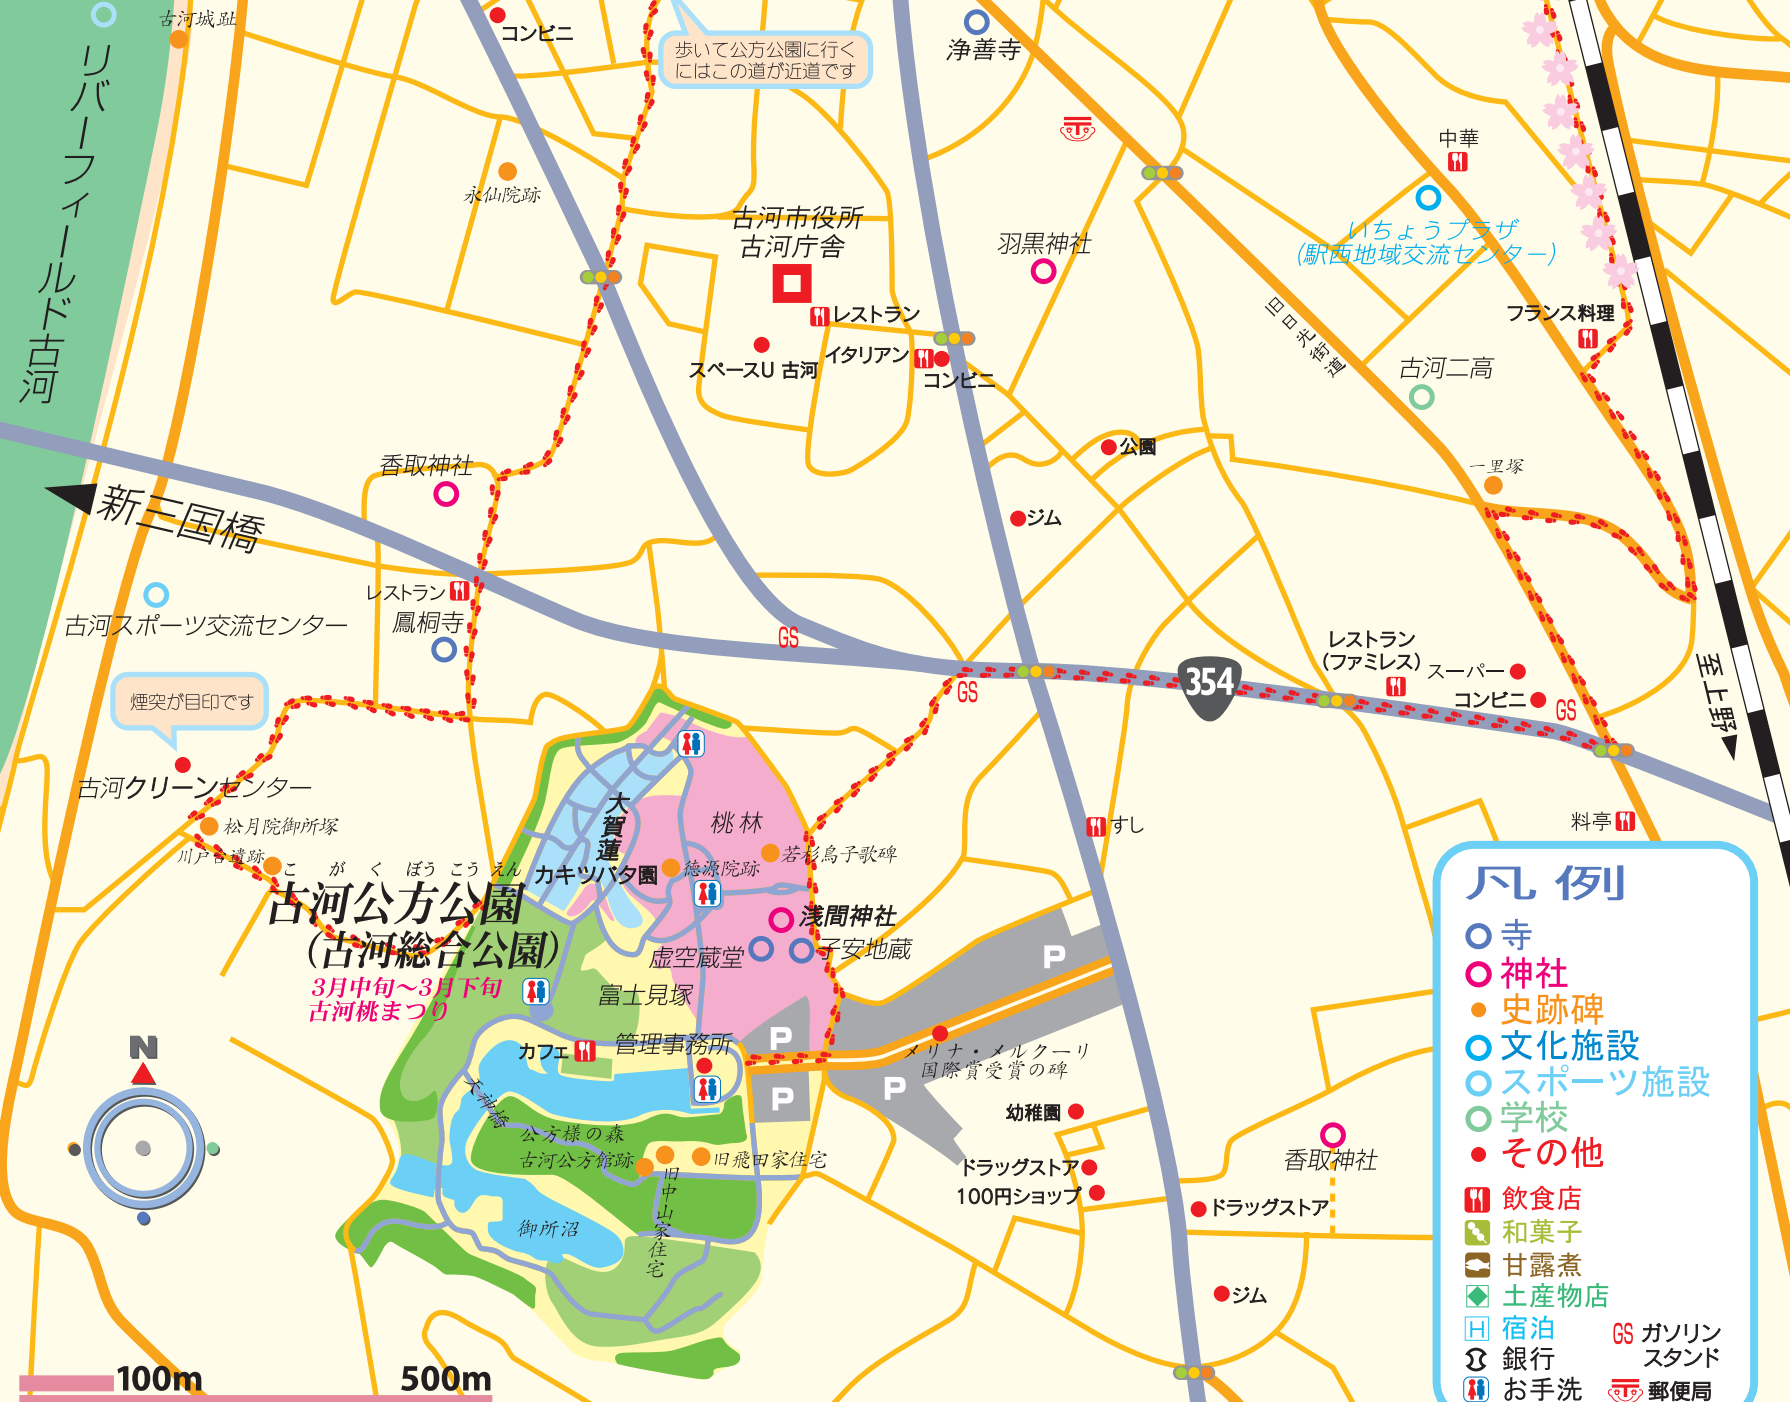 古河城趾
コンビニ
歩いて公方公園に行く
にはこの道が近道です
浄善寺
リバーフィールド古河
中華
永仙院跡
古河市役所
古河庁舎
羽黒神社
いちょうプラザ
(駅西地域交流センター)
レストラン
フランス料理
旧日光街道
スペースU 古河
イタリアン
コンビニ
古河二高
公園
香取神社
一里塚
新三国橋
ジム
レストラン
鳳桐寺
古河スポーツ交流センター
GS
レストラン
(ファミレス)
スーパー
354
GS
コンビニ
GS
至上野
煙突が目印です
古河クリーンセンター
大賀蓮
桃林
すし
料亭
松月院御所塚
川戸台遺跡
若杉鳥子歌碑
徳源院跡
カキツバタ園
こ が く ぼう こう えん
古河公方公園
(古河総合公園)
浅間神社
子安地蔵
虚空蔵堂
3月中旬〜3月下旬
古河桃まつり
富士見塚
P
管理事務所
カフェ
P
メリナ・メルクーリ
国際賞受賞の碑
P
P
N
天神橋
幼稚園
公方様の森
古河公方館跡
旧飛田家住宅
旧中山家住宅
ドラッグストア
100円ショップ
香取神社
ドラッグストア
御所沼
ジム
100m
500m
凡例
寺
神社
史跡碑
文化施設
スポーツ施設
学校
その他
飲食店
和菓子
甘露煮
土産物店
H 宿泊
銀行
お手洗
GS ガソリン
スタンド
郵便局